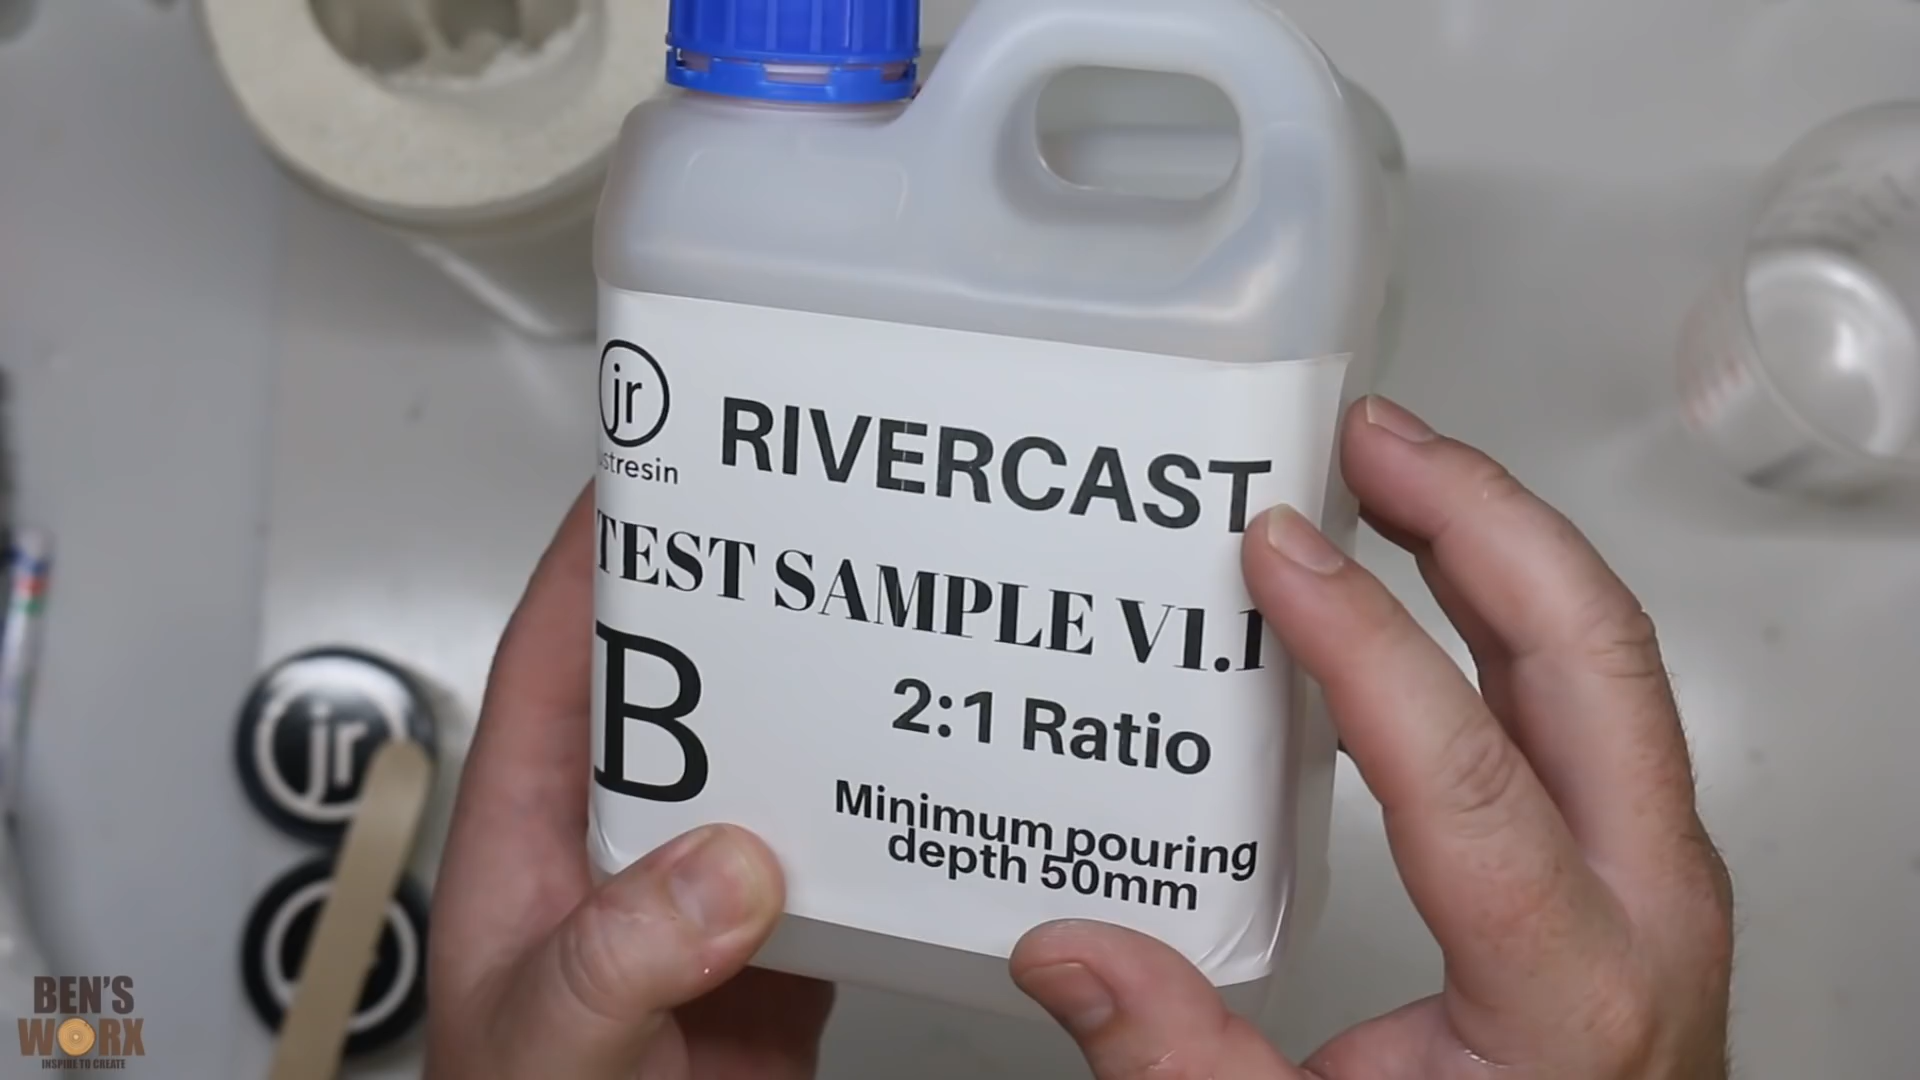 jr
stresin
RIVERCAST
TEST SAMPLE V1.1
B
2:1 Ratio
Minimum pouring
depth 50mm
jr
BEN'S
WORX
INSPIRE TO CREATE